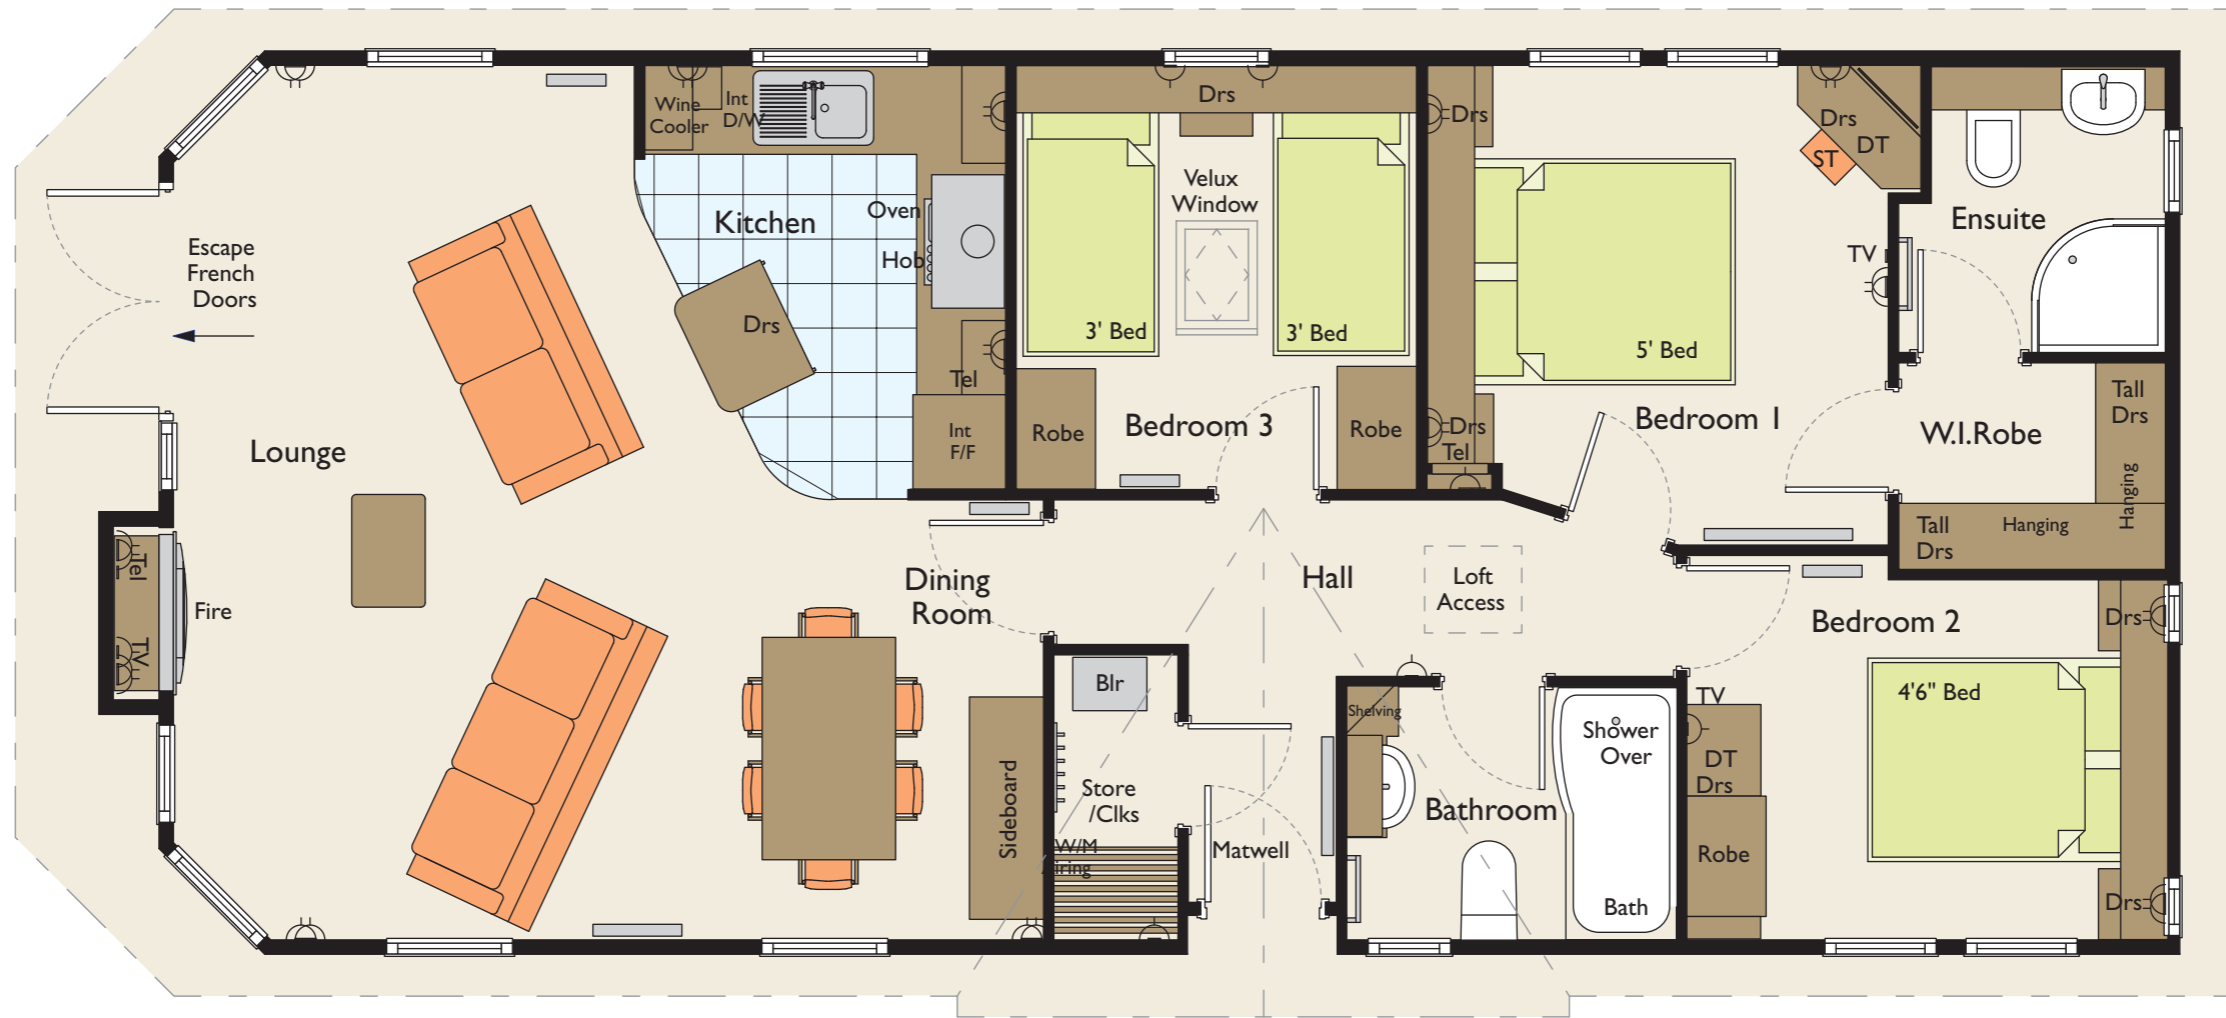 Wine
Cooler
Int
D/W
Drs
Drs
Drs
DT
ST
Velux
Window
Kitchen
Oven
Hob
Escape
French
Doors
Ensuite
TV
Drs
3' Bed
3' Bed
5' Bed
Tel
Int
F/F
Robe
Bedroom 3
Robe
Drs
Tel
Bedroom 1
W.I.Robe
Tall
Drs
Hanging
Lounge
Tall
Drs
Hanging
Tel
TV
Fire
Dining
Room
Hall
Loft
Access
Bedroom 2
Drs
Blr
Shelving
TV
4'6" Bed
Shower
Over
DT
Drs
Sideboard
Store
/Clks
Bathroom
W/M
Airing
Matwell
Robe
Bath
Drs